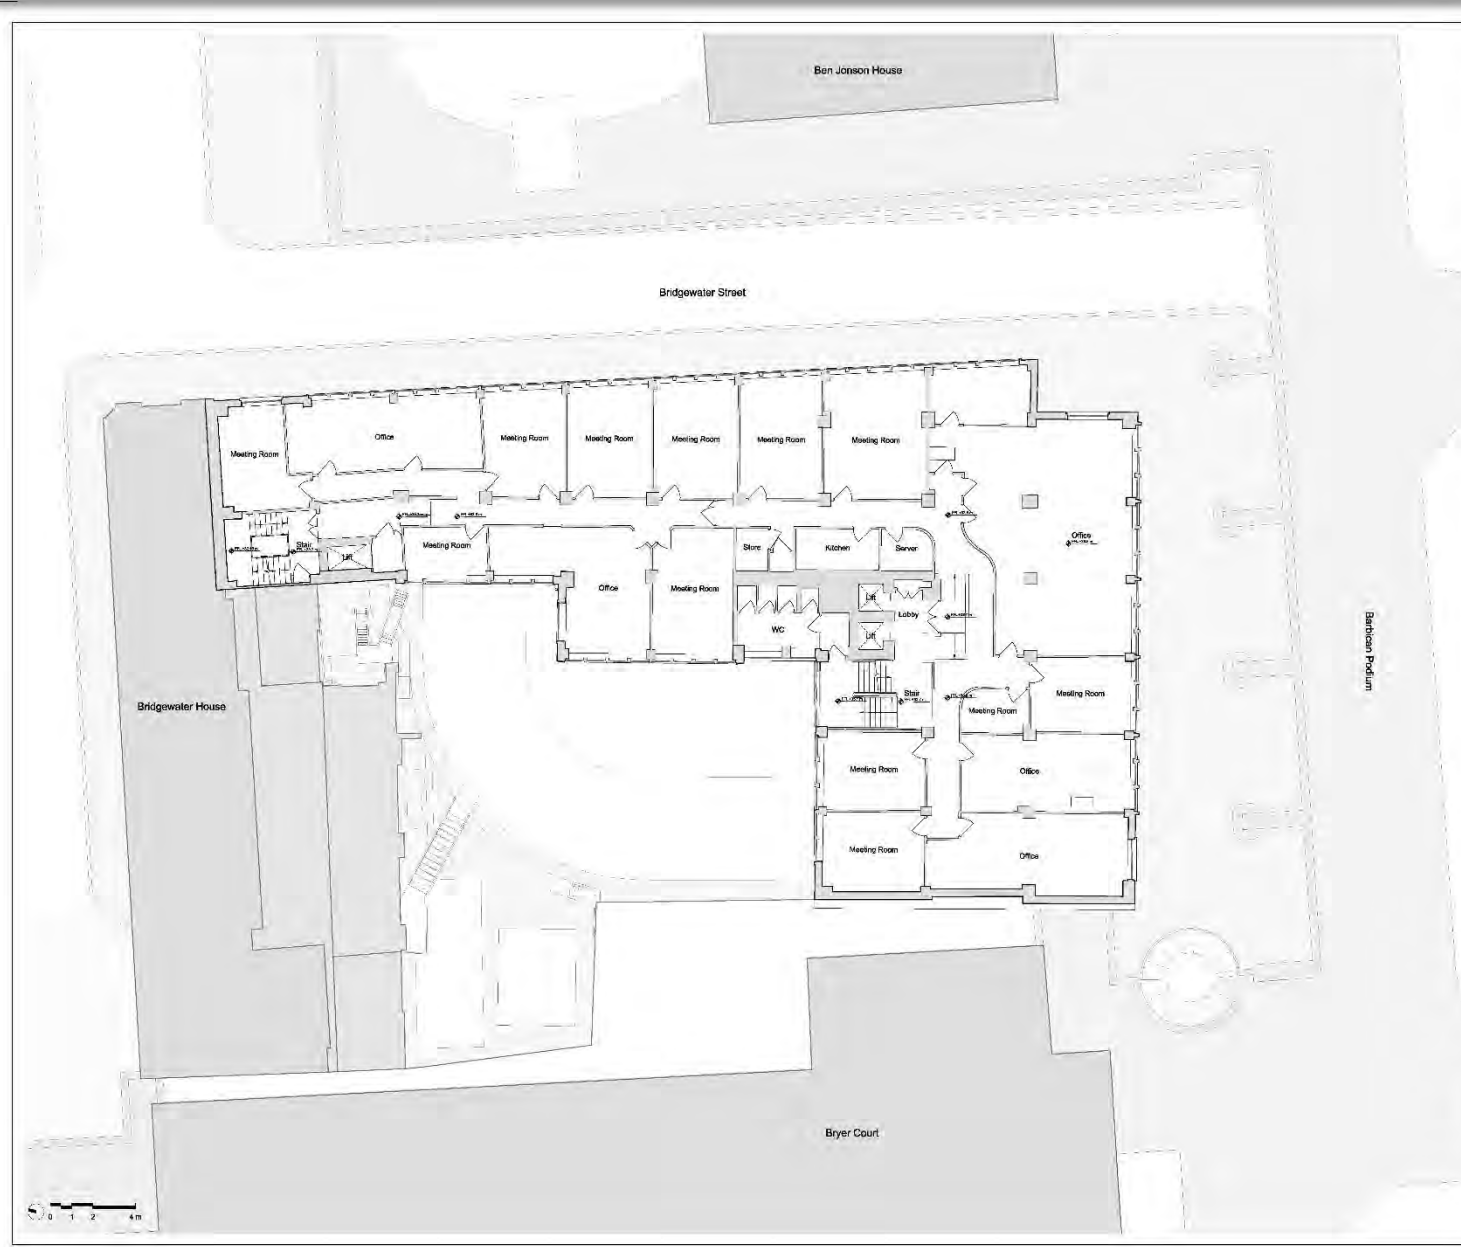 Ben Jonson House
Bridgewater Street
Office
Meeting Room
Meeting Room
Meeting Room
Meeting Room
Meeting Room
Meeting Room
Office
Stair
Lift
Meeting Room
Store
Kitchen
Server
Office
Meeting Room
Lift
Lobby
WC
Lift
Barbican Podium
Bridgewater House
Stair
Meeting Room
Meeting Room
Meeting Room
Office
Meeting Room
Office
Bryer Court
0 1 2 4m